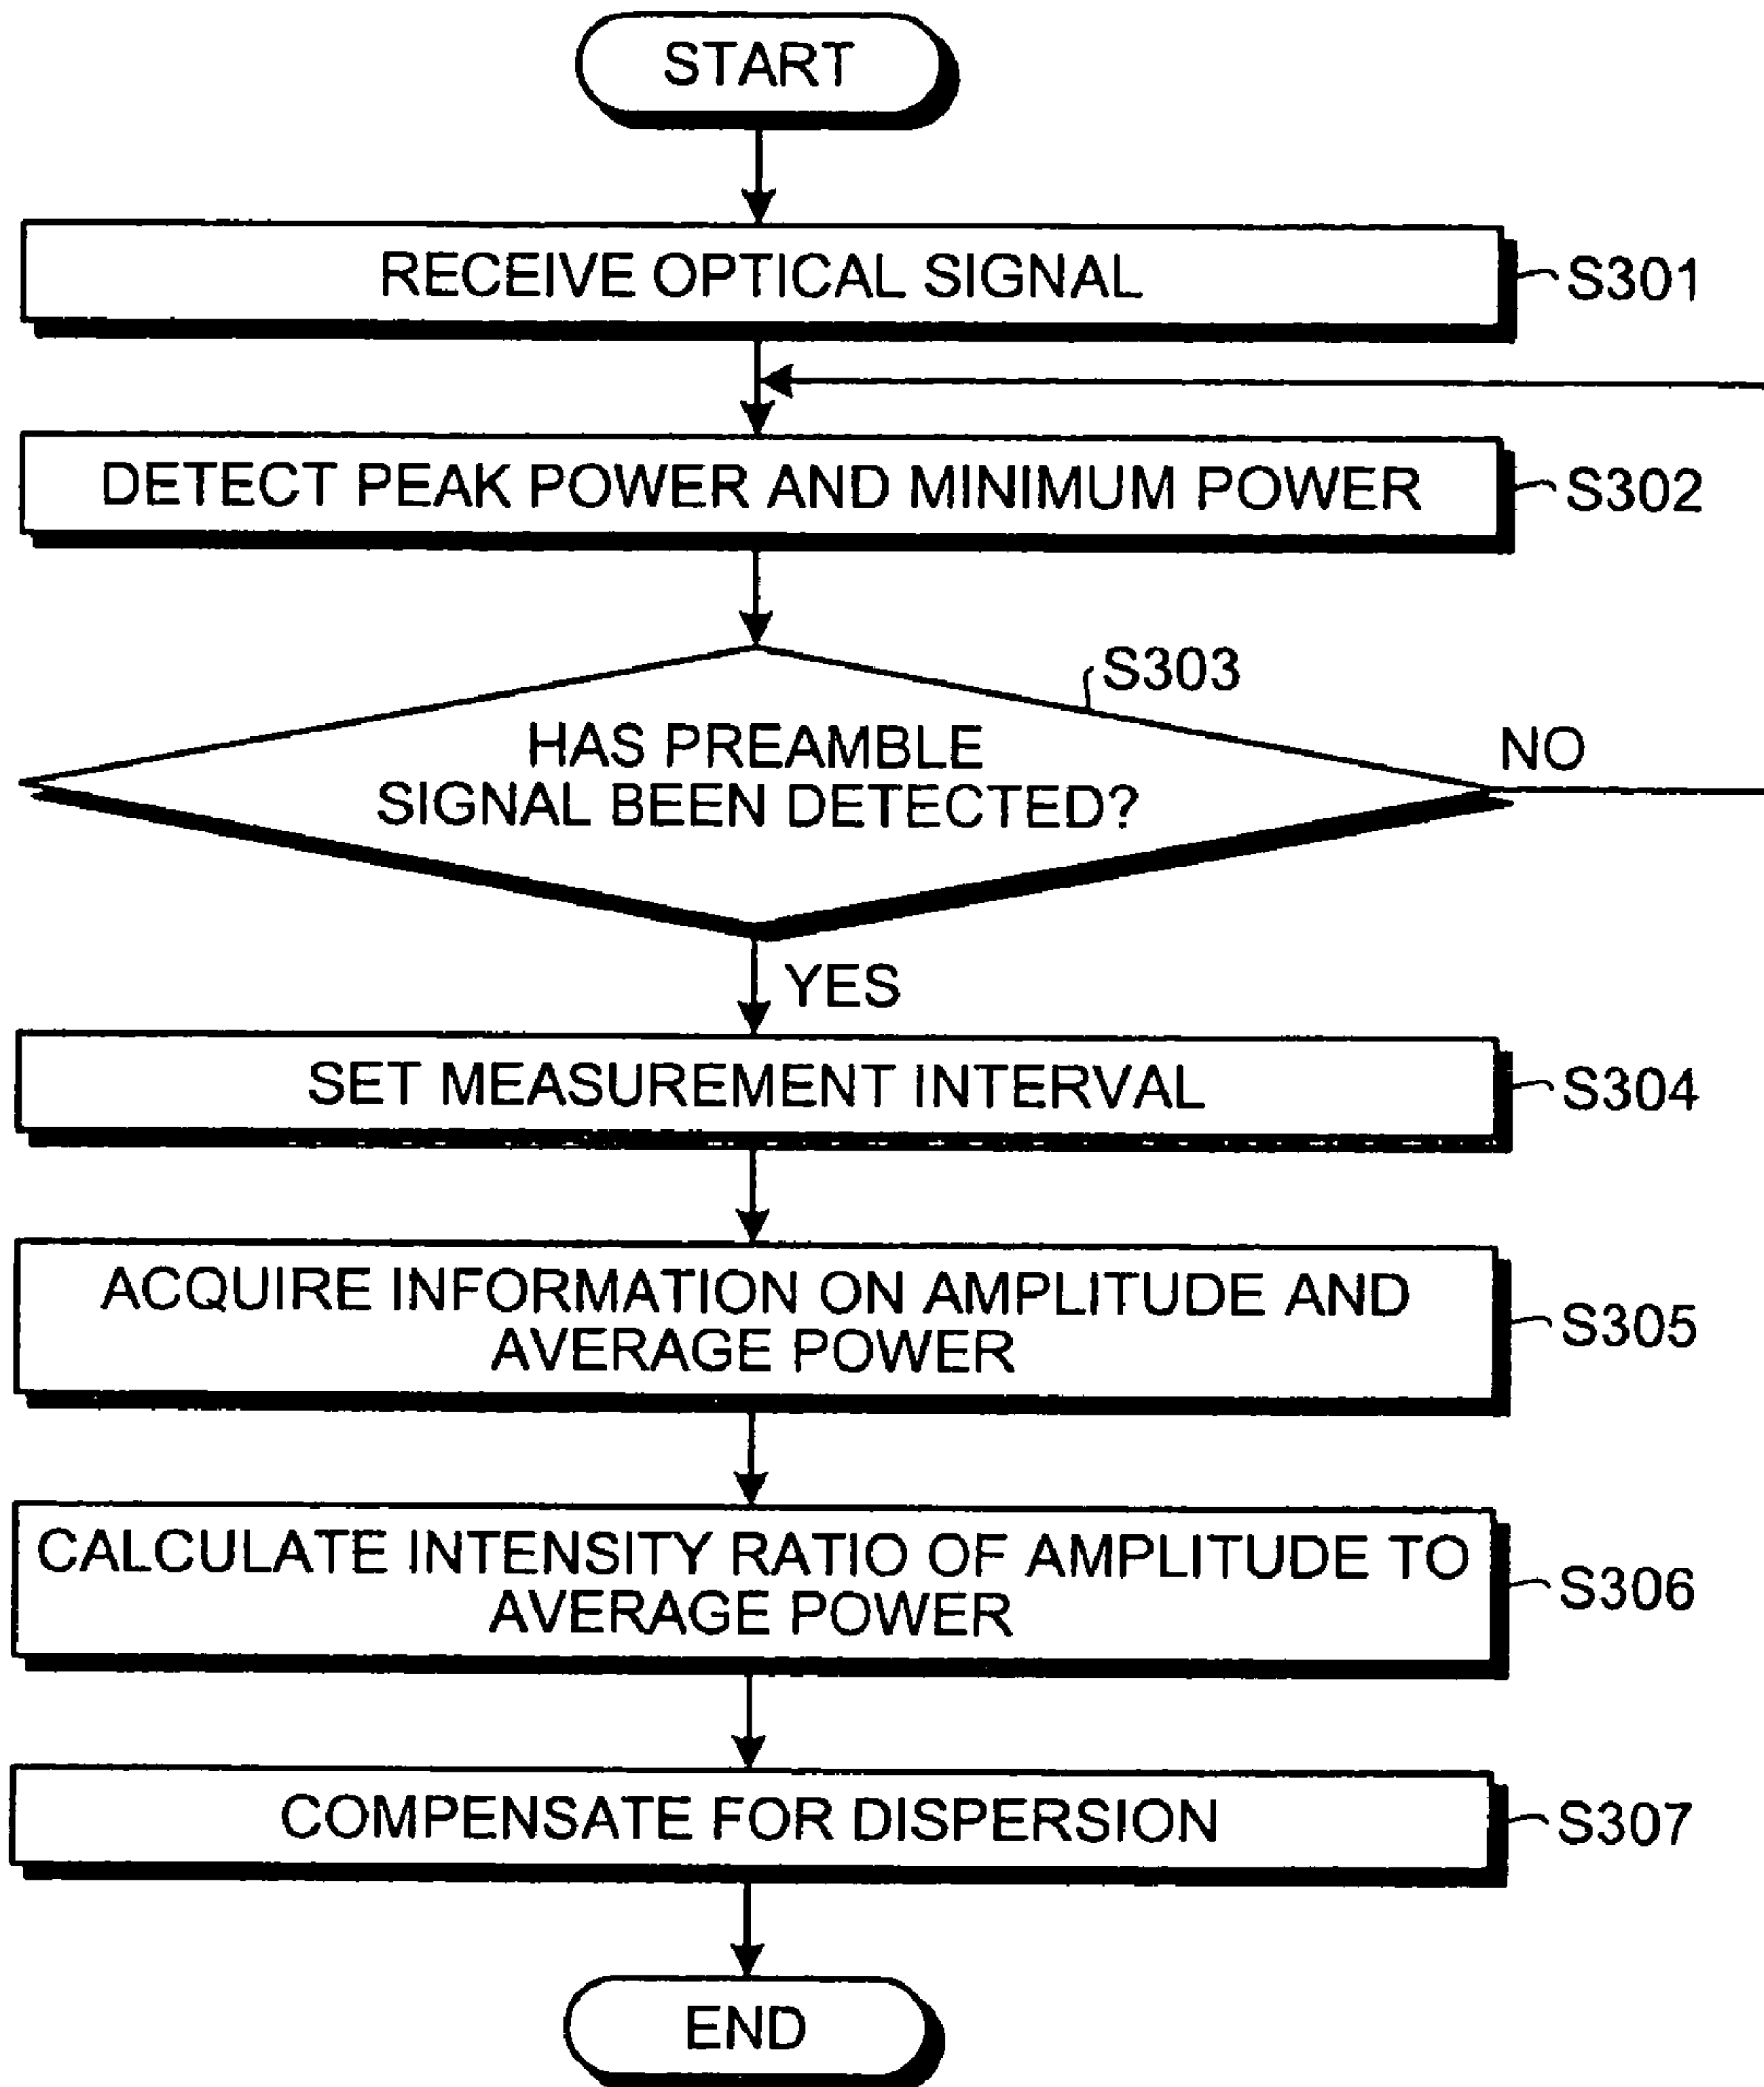 START
RECEIVE OPTICAL SIGNAL
S301
DETECT PEAK POWER AND MINIMUM POWER
S302
S303
HAS PREAMBLE
SIGNAL BEEN DETECTED?
NO
YES
SET MEASUREMENT INTERVAL
S304
ACQUIRE INFORMATION ON AMPLITUDE AND
AVERAGE POWER
S305
CALCULATE INTENSITY RATIO OF AMPLITUDE TO
AVERAGE POWER
S306
COMPENSATE FOR DISPERSION
S307
END